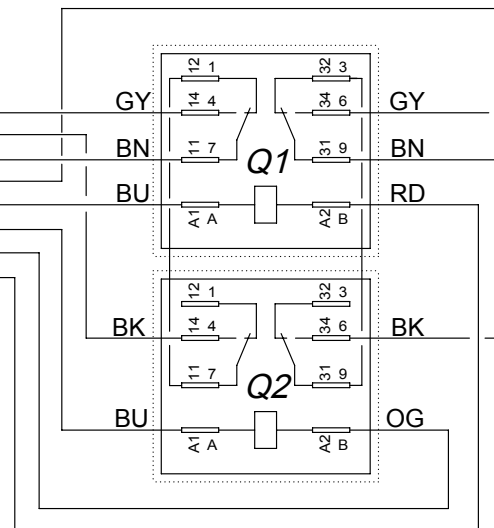 12 1 32 3
GY 14 4 34 6 GY
BN 11 7 31 9 BN
Q1
BU A1 A A2 B RD
12 1 32 3
BK 14 4 34 6 BK
11 7 31 9
Q2
BU A1 A A2 B OG